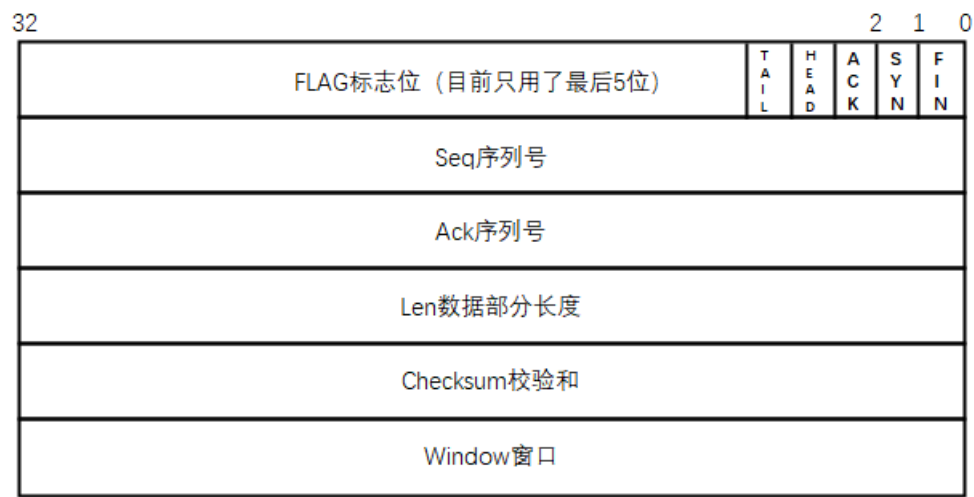 32 2 1 0
FLAG标志位（目前只用了最后5位） TAIL HEAD ACK SYN FIN
Seq序列号
Ack序列号
Len数据部分长度
Checksum校验和
Window窗口